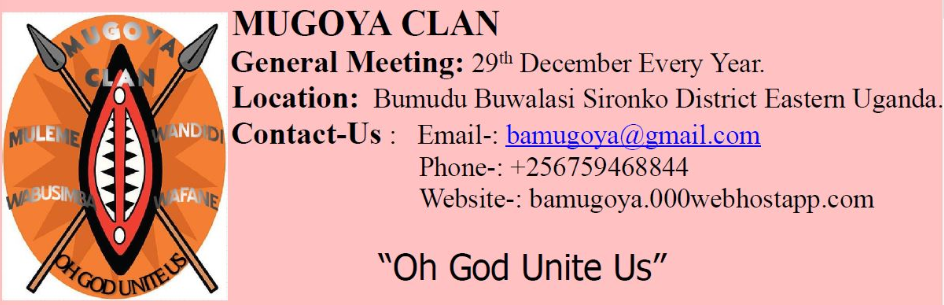 MUGOYA
CLAN
MULEME
WANDIDI
WABUSIMBA
WAFANE
OH GOD UNITE US
MUGOYA CLAN
General Meeting: 29th December Every Year.
Location: Bumudu Buwalasi Sironko District Eastern Uganda.
Contact-Us : Email-: bamugoya@gmail.com
Phone-: +256759468844
Website-: bamugoya.000webhostapp.com
“Oh God Unite Us”